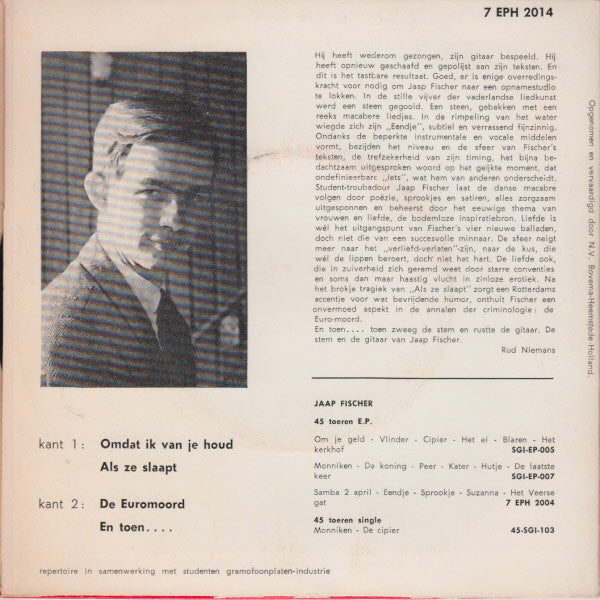 7 EPH 2014
Hij heeft wederom gezongen, zijn gitaar bespeeld. Hij
heeft opnieuw geschaafd en gepolijst aan zijn teksten. En
dit is het tastbare resultaat. Goed, er is enige overredings-
kracht voor nodig om Jaap Fischer naar een opnamestudio
te lokken. In de stille vijver der vaderlandse liedkunst
werd een steen gegooid. Een steen, gebakken met een
reeks macabere liedjes. In de rimpeling van het water
wiegde zich zijn „Eendje”, subtiel en verrassend fijnzinnig.
Ondanks de beperkte instrumentale en vocale middelen
vormt, bezijden het niveau en de sfeer van Fischer's
teksten, de trefzekerheid van zijn timing, het bijna be-
dachtzaam uitgesproken woord op het gelijkte moment, dat
ondefinieerbare „iets”, wat hem van anderen onderscheidt.
Student-troubadour Jaap Fischer laat de danse macabre
volgen door poëzie, sprookjes en satiren, alles zorgzaam
uitgesponnen en beheerst door het eeuwige thema van
vrouwen en liefde, de bodemloze inspiratiebron. Liefde is
wél het uitgangspunt van Fischer's vier nieuwe balladen,
doch niet die van een succesvolle minnaar. De sfeer neigt
meer naar het „verliefd-verlaten”-zijn, naar de kus, die
wél de lippen beroert, doch niet het hart. De liefde ook,
die in zuiverheid zich geremd weet door starre conventies
en soms dan maar haastig vlucht in zinloze erotiek. Na
het brokje tragiek van „Als ze slaapt” zorgt een Rotterdams
accentje voor wat bevrijdende humor, onthult Fischer een
onvermoed aspekt in de annalen der criminologie: de
Euro-moord.
En toen.... toen zweeg de stem en rustte de gitaar. De
stem en de gitaar van Jaap Fischer.
Rud Niemans
Opgenomen en vervaardigd door N.V. Bovema-Heemstede Holland.
JAAP FISCHER
45 toeren E.P.
Om je geld - Vlinder - Cipier - Het ei - Blaren - Het
kerkhof SGI-EP-005
Monniken - De koning - Peer - Kater - Hutje - De laatste
keer SGI-EP-007
Samba 2 april - Eendje - Sprookje - Suzanna - Het Veerse
gat 7 EPH 2004
45 toeren single
Monniken - De cipier 45-SGI-103
kant 1: Omdat ik van je houd
Als ze slaapt
kant 2: De Euromoord
En toen....
repertoire in samenwerking met studenten gramofoonplaten-industrie